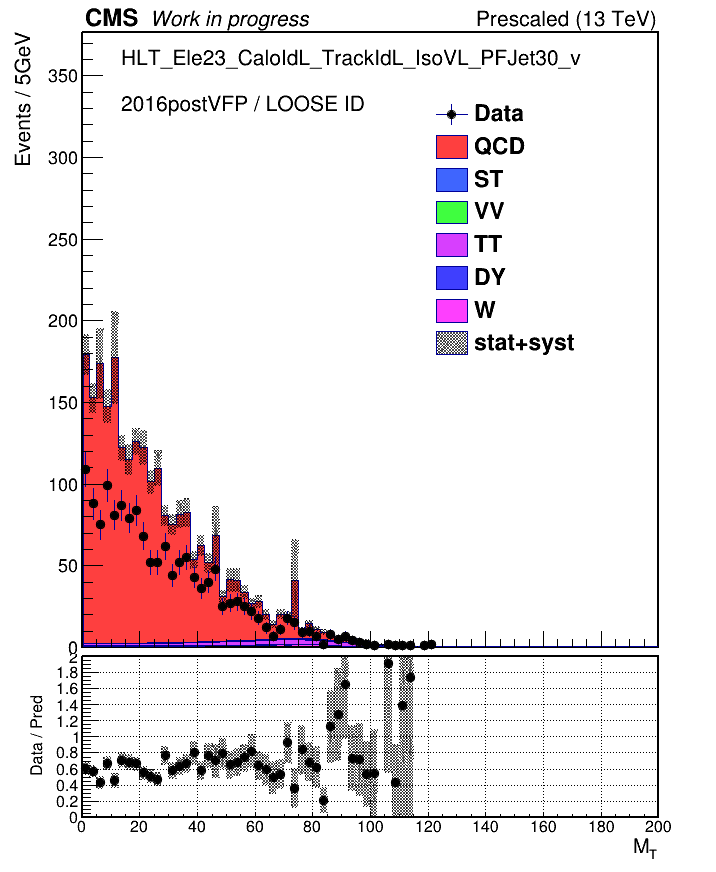 CMS Work in progress Prescaled (13 TeV)
HLT_Ele23_CaloIdL_TrackIdL_IsoVL_PFJet30_v
2016postVFP / LOOSE ID
Data
QCD
ST
VV
TT
DY
W
stat+syst
Events / 5GeV
350
300
250
200
150
100
50
0
Data / Pred
2
1.8
1.6
1.4
1.2
1
0.8
0.6
0.4
0.2
0
0 20 40 60 80 100 120 140 160 180 200
M_T